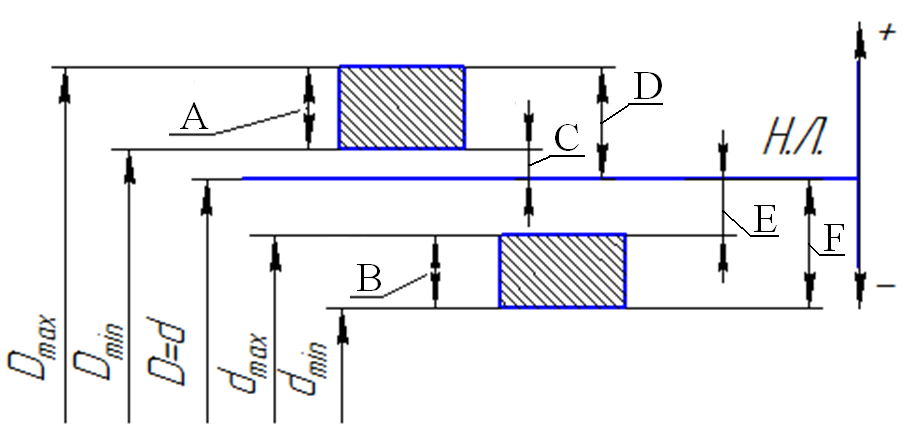 +
D
A
C
Н.Л.
E
F
B
−
Dmax
Dmin
D=d
dmax
dmin